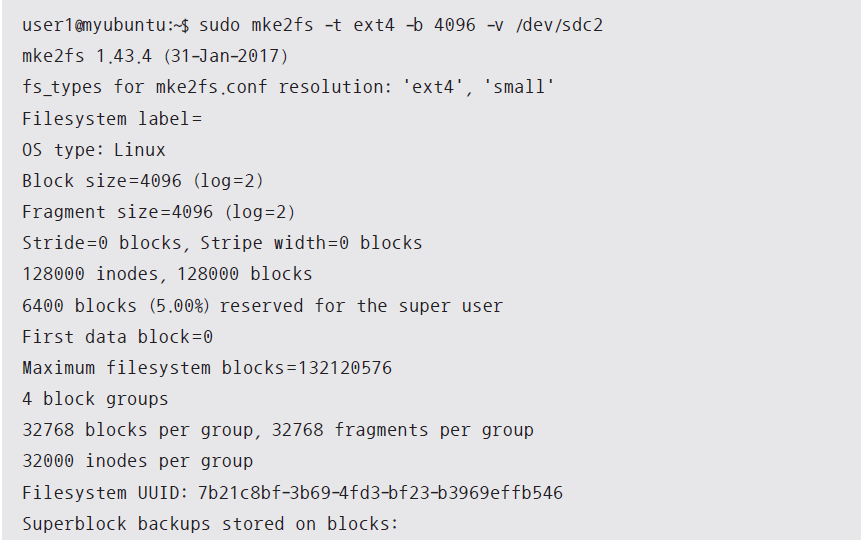 user1@myubuntu:~$ sudo mke2fs -t ext4 -b 4096 -v /dev/sdc2
mke2fs 1.43.4 (31-Jan-2017)
fs_types for mke2fs.conf resolution: 'ext4', 'small'
Filesystem label=
OS type: Linux
Block size=4096 (log=2)
Fragment size=4096 (log=2)
Stride=0 blocks, Stripe width=0 blocks
128000 inodes, 128000 blocks
6400 blocks (5.00%) reserved for the super user
First data block=0
Maximum filesystem blocks=132120576
4 block groups
32768 blocks per group, 32768 fragments per group
32000 inodes per group
Filesystem UUID: 7b21c8bf-3b69-4fd3-bf23-b3969effb546
Superblock backups stored on blocks: